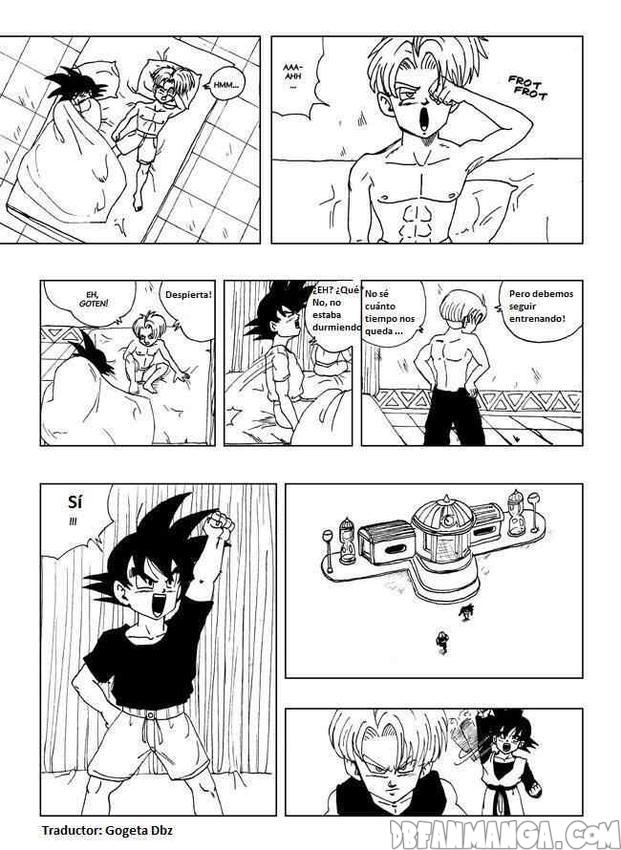 HMM...
AAA-
AHH
...
FROT
FROT
EH,
GOTEN!
Despierta!
¿EH? ¿Qué
No, no
estaba
durmiendo
No sé
cuánto
tiempo nos
queda ...
Pero debemos
seguir
entrenando!
Sí
!!!
Traductor: Gogeta Dbz
DBFANMANGA.COM